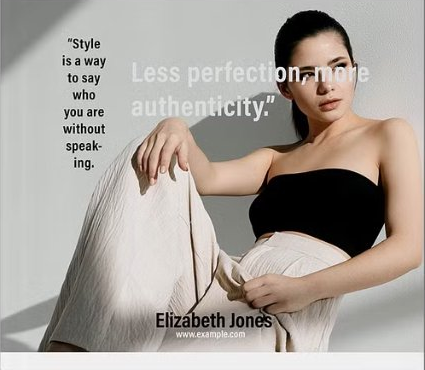 "Style
is a way
to say
who
you are
without
speak-
ing.
Less perfection, more
authenticity."
Elizabeth Jones
www.example.com